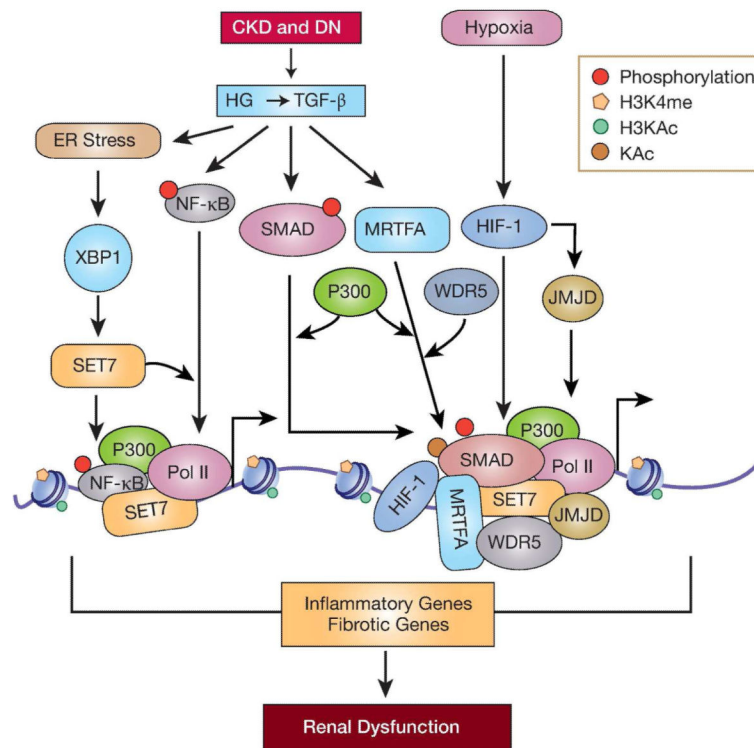 CKD and DN
Hypoxia
HG → TGF-β
Phosphorylation
H3K4me
H3KAc
KAc
ER Stress
NF-κB
SMAD
MRTFA
HIF-1
XBP1
P300
WDR5
JMJD
SET7
P300
NF-κB
Pol II
SET7
P300
SMAD
Pol II
HIF-1
MRTFA
SET7
JMJD
WDR5
Inflammatory Genes
Fibrotic Genes
Renal Dysfunction